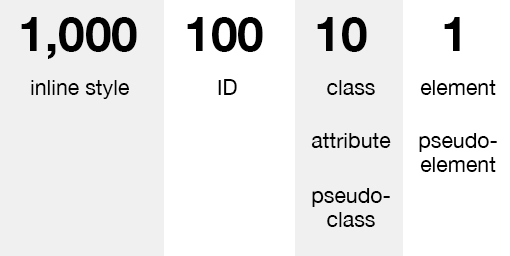 1,000 100 10 1
inline style ID class element
attribute pseudo-
element
pseudo-
class